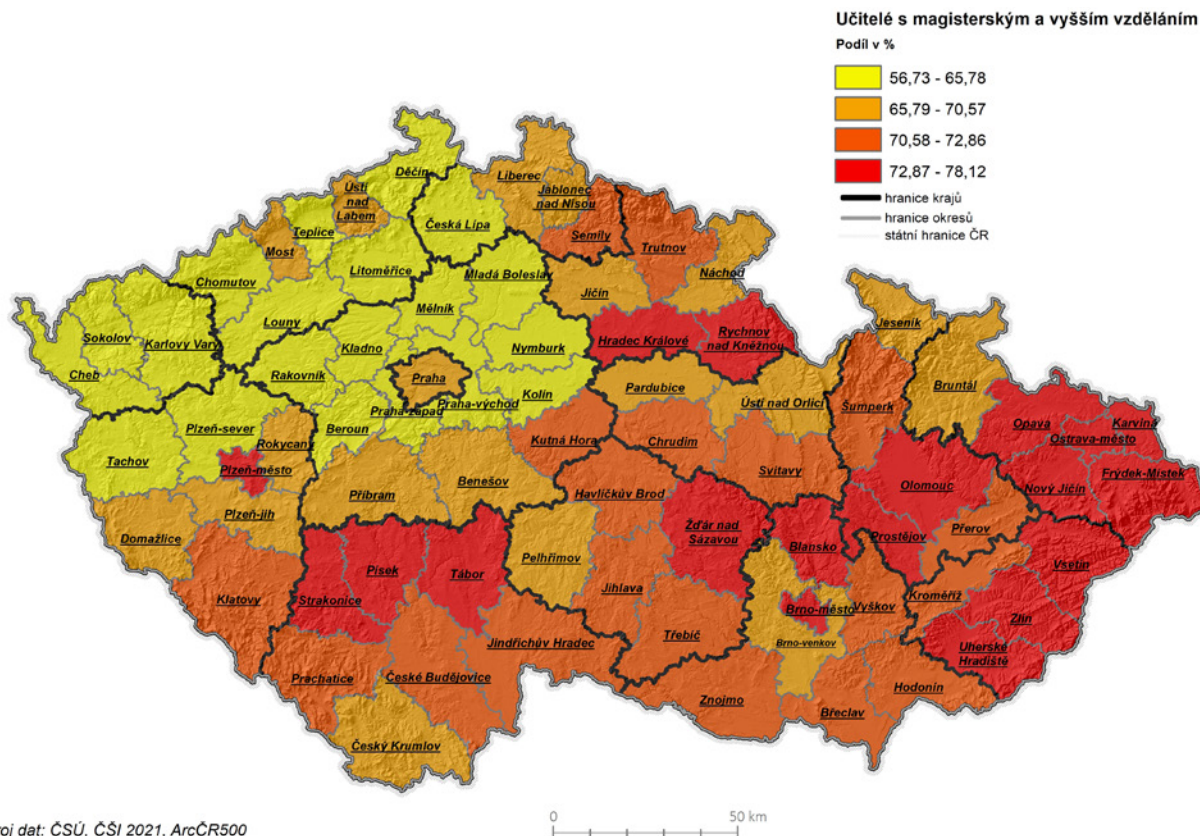 Učitelé s magisterským a vyšším vzděláním
Podíl v %
56,73 - 65,78
65,79 - 70,57
70,58 - 72,86
72,87 - 78,12
hranice krajů
hranice okresů
státní hranice ČR
Děčín
Ústí
nad
Labem
Liberec
Jablonec
nad Nisou
Teplice
Česká Lípa
Semily
Trutnov
Most
Litoměřice
Mladá Bolesla
Náchod
Chomutov
Jičín
Mělník
Louny
Jeseník
Sokolov
Karlovy Vary
Kladno
Nymburk
Hradec Králové
Rychnov
nad Kněžnou
Cheb
Rakovník
Praha
Bruntál
Kolín
Pardubice
Ústí nad Orlicí
Šumperk
Praha-západ
Praha-východ
Plzeň-sever
Beroun
Opava
Karviná
Rokycany
Kutná Hora
Chrudim
Ostrava-město
Tachov
Plzeň-město
Svitavy
Frýdek-Místek
Příbram
Benešov
Olomouc
Nový Jičín
Havlíčkův Brod
Plzeň-jih
Žďár nad
Sázavou
Přerov
Domažlice
Blansko
Prostějov
Pelhřimov
Vsetín
Písek
Tábor
Jihlava
Kroměříž
Klatovy
Strakonice
Brno-město
Vyškov
Zlín
Třebíč
Jindřichův Hradec
Brno-venkov
Uherské
Hradiště
Prachatice
České Budějovice
Hodonín
Znojmo
Břeclav
Český Krumlov
roj dat: ČSÚ, ČŠI 2021, ArcČR500
0 50 km